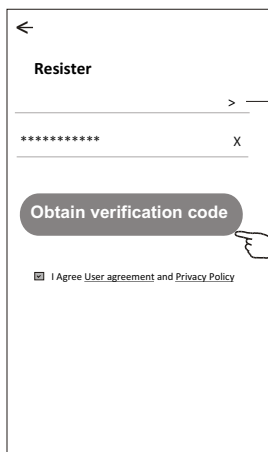 Resister
>
*********** X
Obtain verification code
I Agree User agreement and Privacy Policy